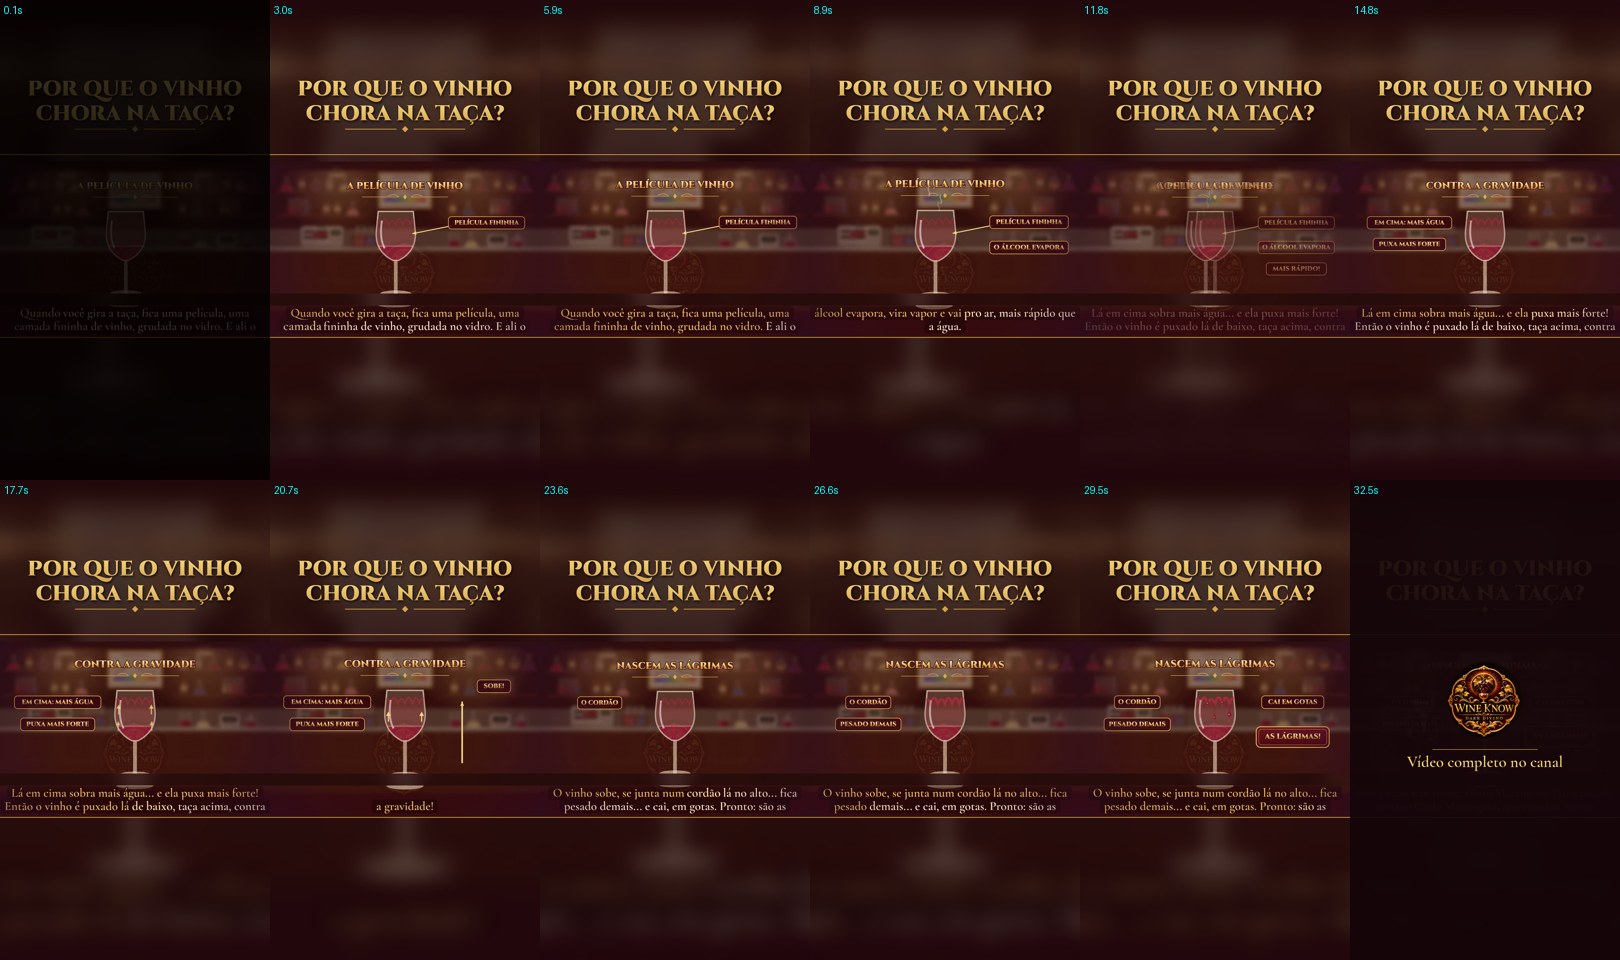 0.1s
POR QUE O VINHO
CHORA NA TAÇA?
A PELÍCULA DE VINHO
Quando você gira a taça, fica uma película, uma
camada fininha de vinho, grudada no vidro. E ali o
3.0s
POR QUE O VINHO
CHORA NA TAÇA?
A PELÍCULA DE VINHO
PELÍCULA FININHA
Quando você gira a taça, fica uma película, uma
camada fininha de vinho, grudada no vidro. E ali o
5.9s
POR QUE O VINHO
CHORA NA TAÇA?
A PELÍCULA DE VINHO
PELÍCULA FININHA
Quando você gira a taça, fica uma película, uma
camada fininha de vinho, grudada no vidro. E ali o
8.9s
POR QUE O VINHO
CHORA NA TAÇA?
A PELÍCULA DE VINHO
PELÍCULA FININHA
O ÁLCOOL EVAPORA
álcool evapora, vira vapor e vai pro ar, mais rápido que
a água.
11.8s
POR QUE O VINHO
CHORA NA TAÇA?
PELÍCULA FININHA
O ÁLCOOL EVAPORA
MAIS RÁPIDO!
Lá em cima sobra mais água... e ela puxa mais forte!
Então o vinho é puxado lá de baixo, taça acima, contra
14.8s
POR QUE O VINHO
CHORA NA TAÇA?
CONTRA A GRAVIDADE
EM CIMA: MAIS ÁGUA
PUXA MAIS FORTE
Lá em cima sobra mais água... e ela puxa mais forte!
Então o vinho é puxado lá de baixo, taça acima, contra
17.7s
POR QUE O VINHO
CHORA NA TAÇA?
CONTRA A GRAVIDADE
EM CIMA: MAIS ÁGUA
PUXA MAIS FORTE
Lá em cima sobra mais água... e ela puxa mais forte!
Então o vinho é puxado lá de baixo, taça acima, contra
20.7s
POR QUE O VINHO
CHORA NA TAÇA?
CONTRA A GRAVIDADE
SOBE!
EM CIMA: MAIS ÁGUA
PUXA MAIS FORTE
a gravidade!
23.6s
POR QUE O VINHO
CHORA NA TAÇA?
NASCEM AS LÁGRIMAS
O CORDÃO
O vinho sobe, se junta num cordão lá no alto... fica
pesado demais... e cai, em gotas. Pronto: são as
26.6s
POR QUE O VINHO
CHORA NA TAÇA?
NASCEM AS LÁGRIMAS
O CORDÃO
PESADO DEMAIS
O vinho sobe, se junta num cordão lá no alto... fica
pesado demais... e cai, em gotas. Pronto: são as
29.5s
POR QUE O VINHO
CHORA NA TAÇA?
NASCEM AS LÁGRIMAS
O CORDÃO
CAI EM GOTAS
PESADO DEMAIS
AS LÁGRIMAS!
O vinho sobe, se junta num cordão lá no alto... fica
pesado demais... e cai, em gotas. Pronto: são as
32.5s
POR QUE O VINHO
CHORA NA TAÇA?
WINE KNOW
DARK DIVINO
Vídeo completo no canal